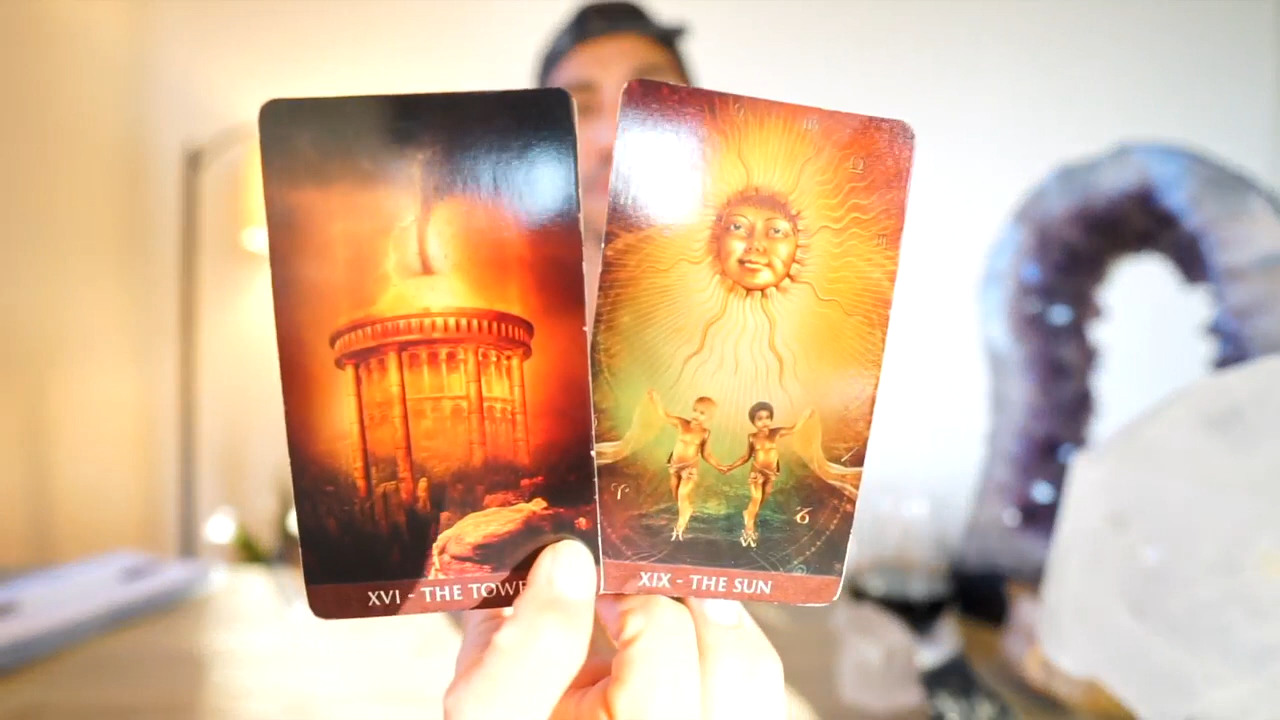 XVI - THE TOWE
XIX - THE SUN